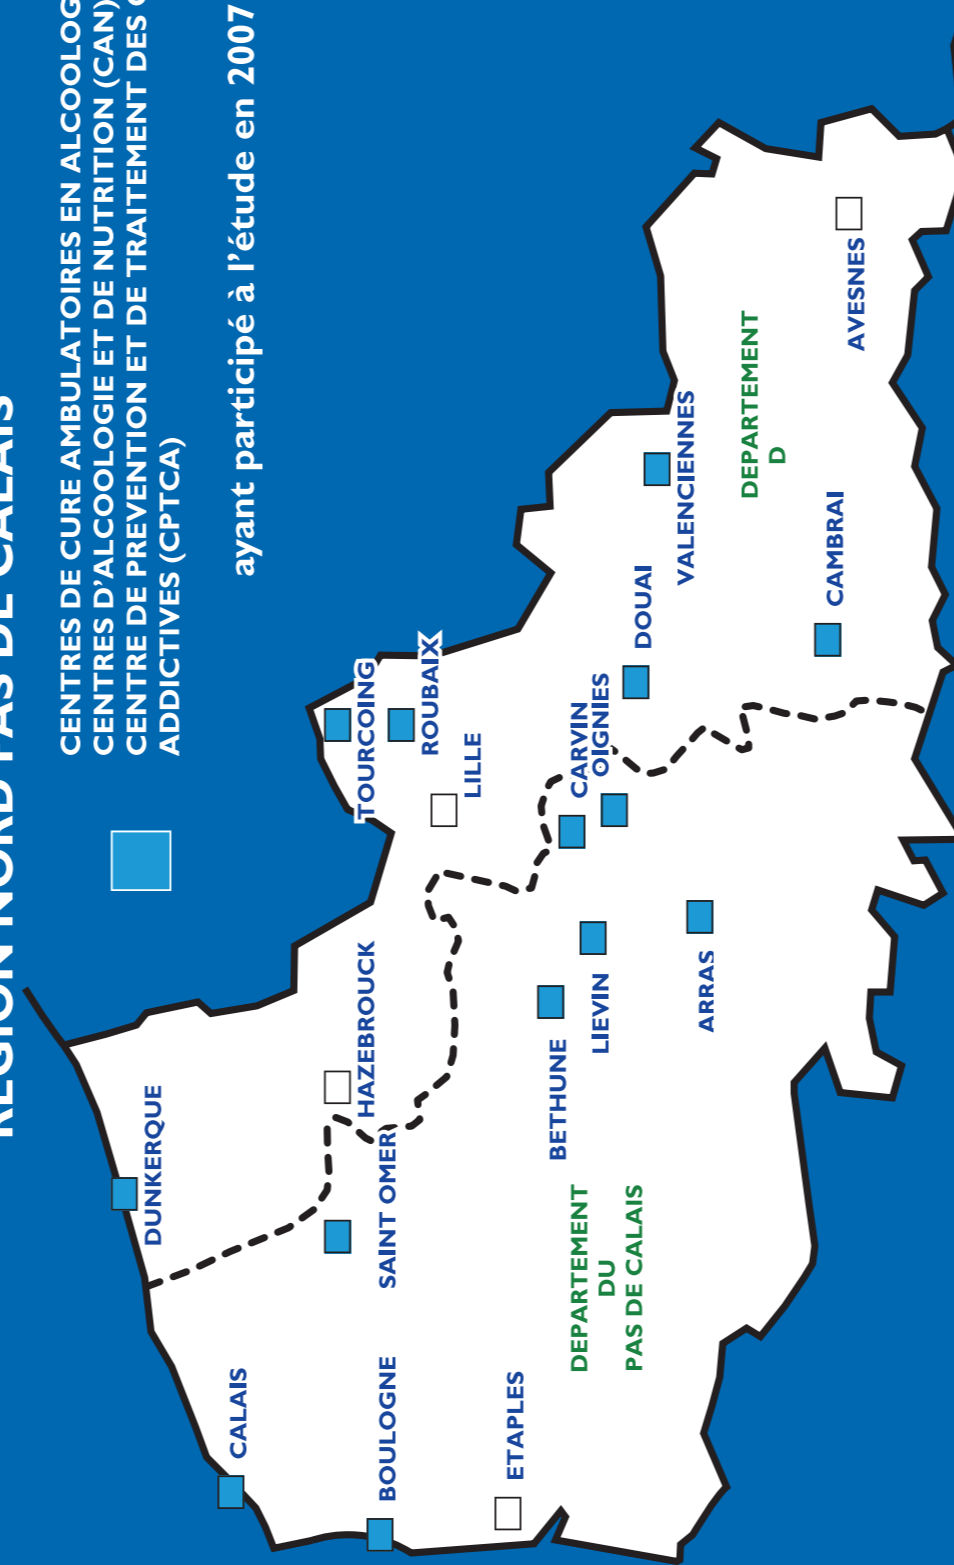 REGION NORD PAS DE CALAIS
CENTRES DE CURE AMBULATOIRES EN ALCOOLOG
CENTRES D'ALCOOLOGIE ET DE NUTRITION (CAN)
CENTRE DE PREVENTION ET DE TRAITEMENT DES
ADDICTIVES (CPTCA)
ayant participé à l'étude en 2007
DUNKERQUE
CALAIS
HAZEBROUCK
TOURCOING
SAINT OMER
BOULOGNE
ROUBAIX
LILLE
ETAPLES
BETHUNE
CARVIN
OIGNIES
LIEVIN
DOUAI
VALENCIENNES
ARRAS
CAMBRAI
AVESNES
DEPARTEMENT
DU
PAS DE CALAIS
DEPARTEMENT
D